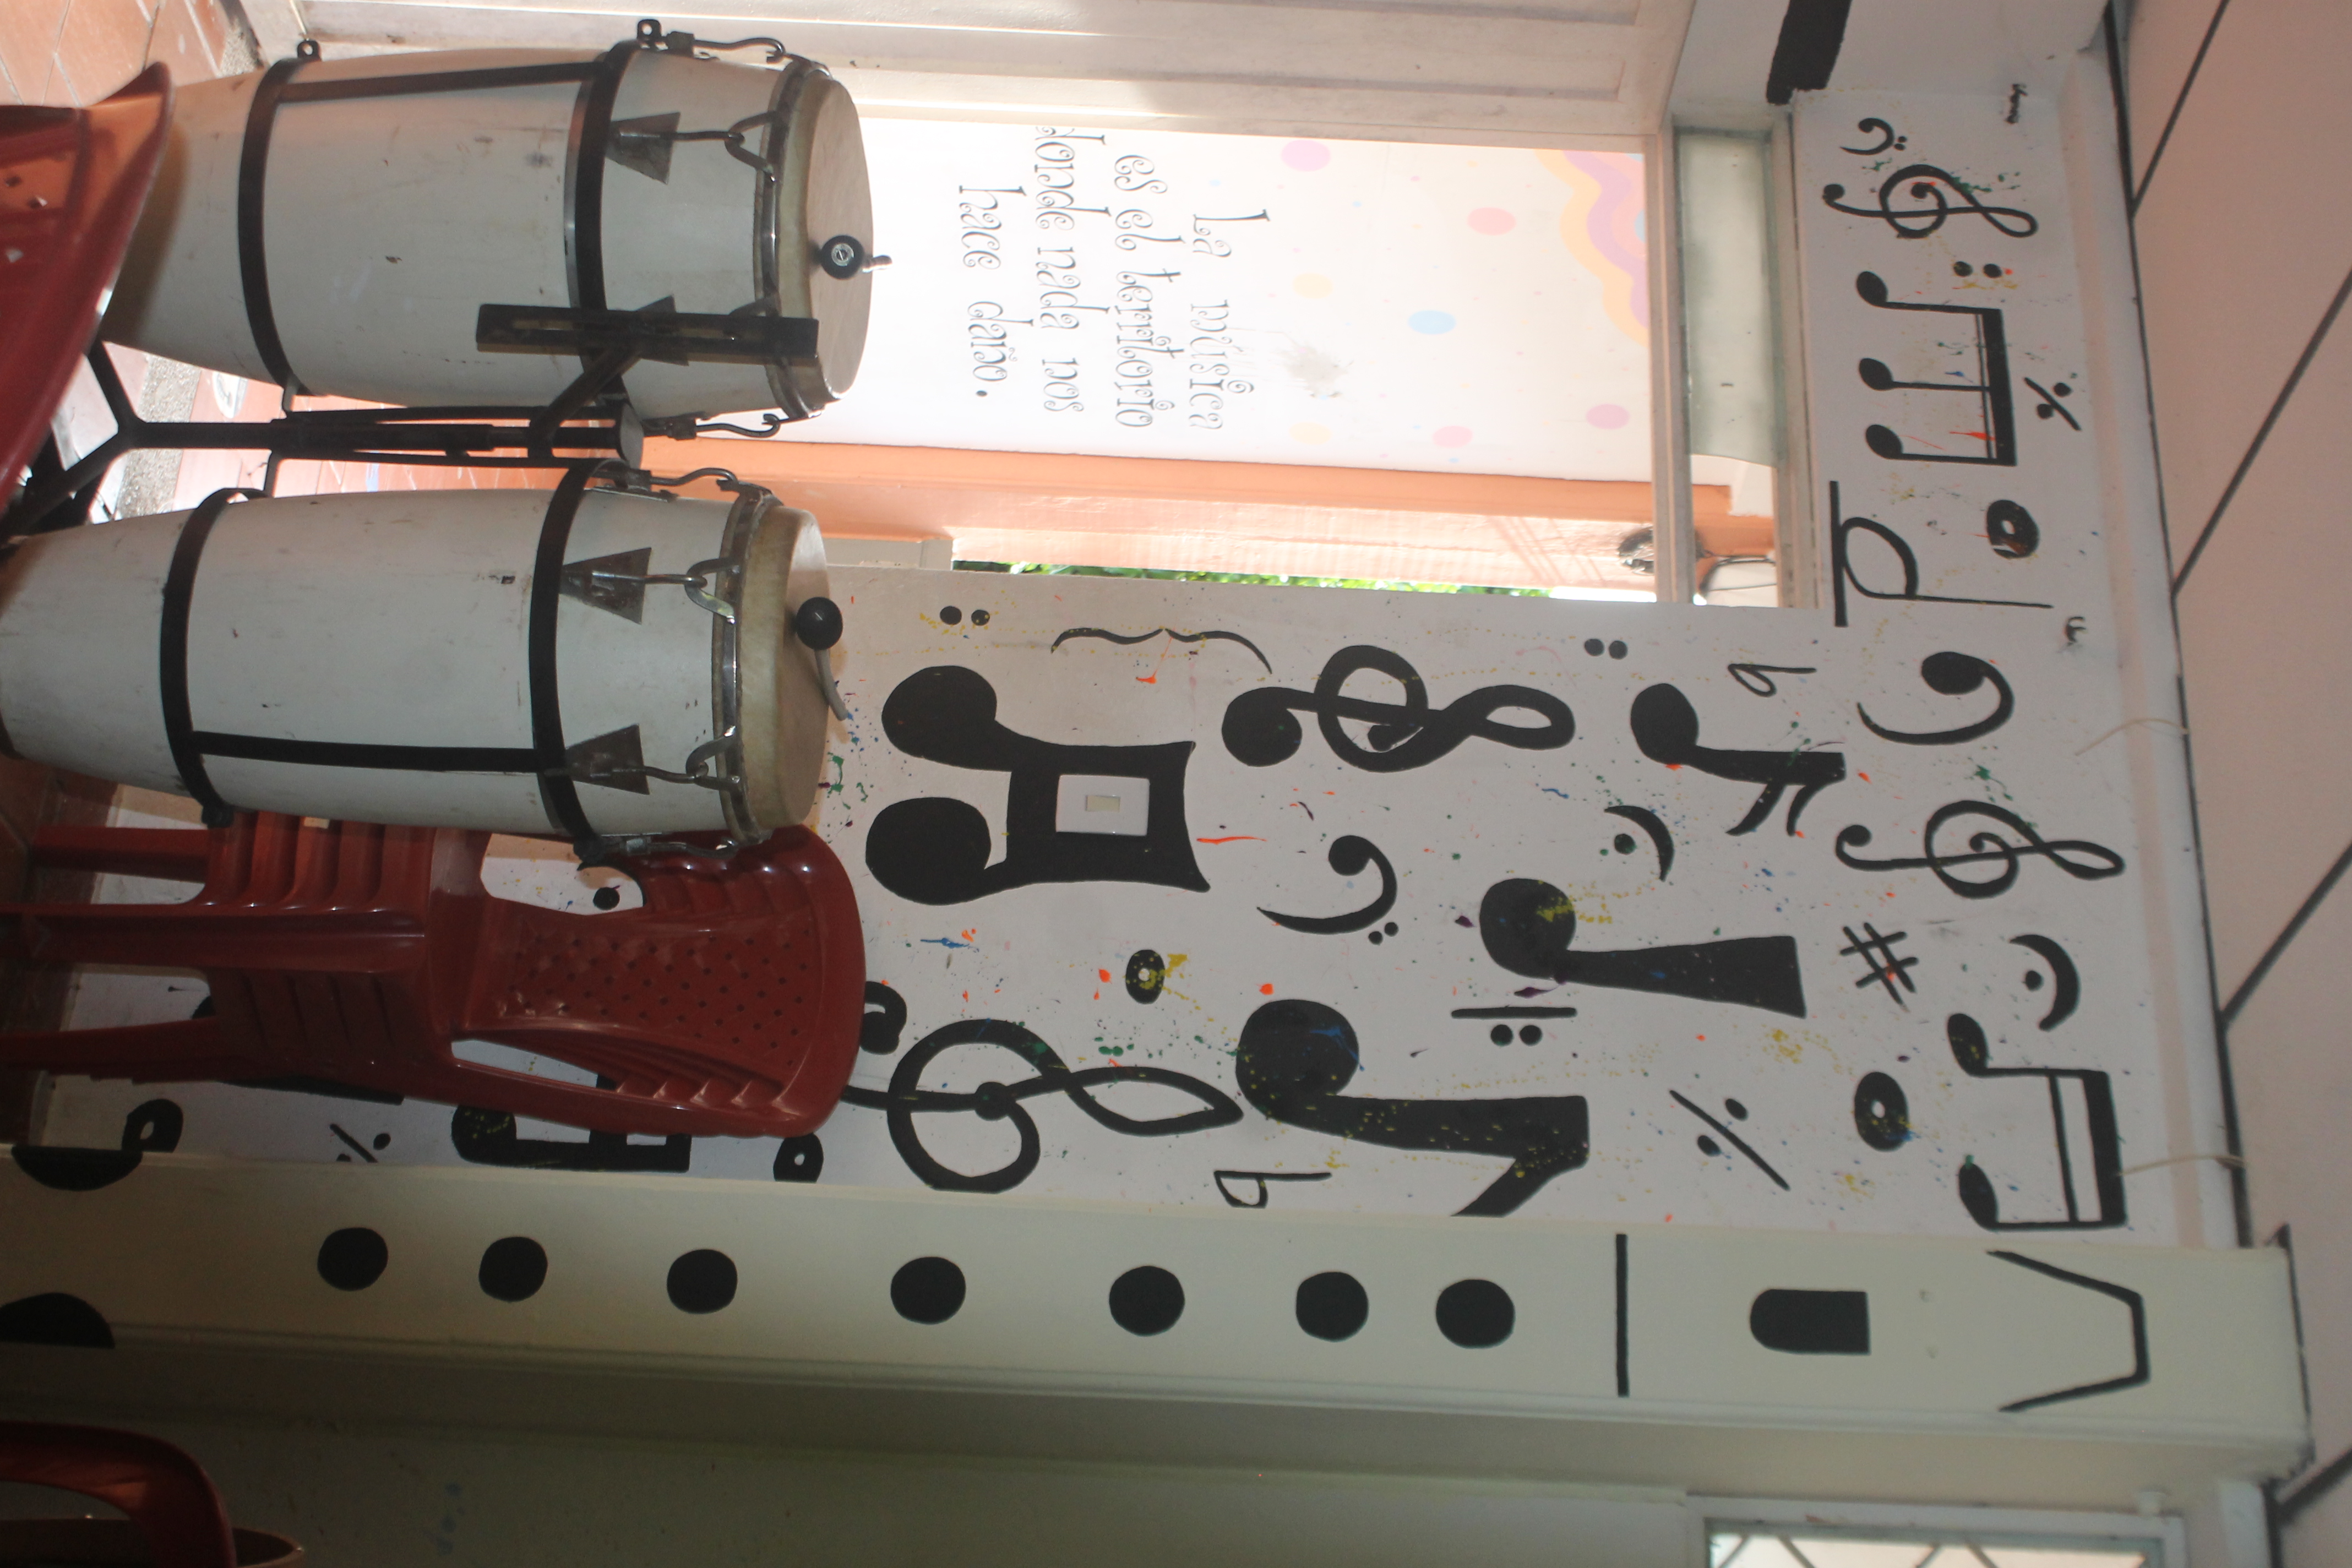 La música
es el territorio
donde nada nos
hace daño.